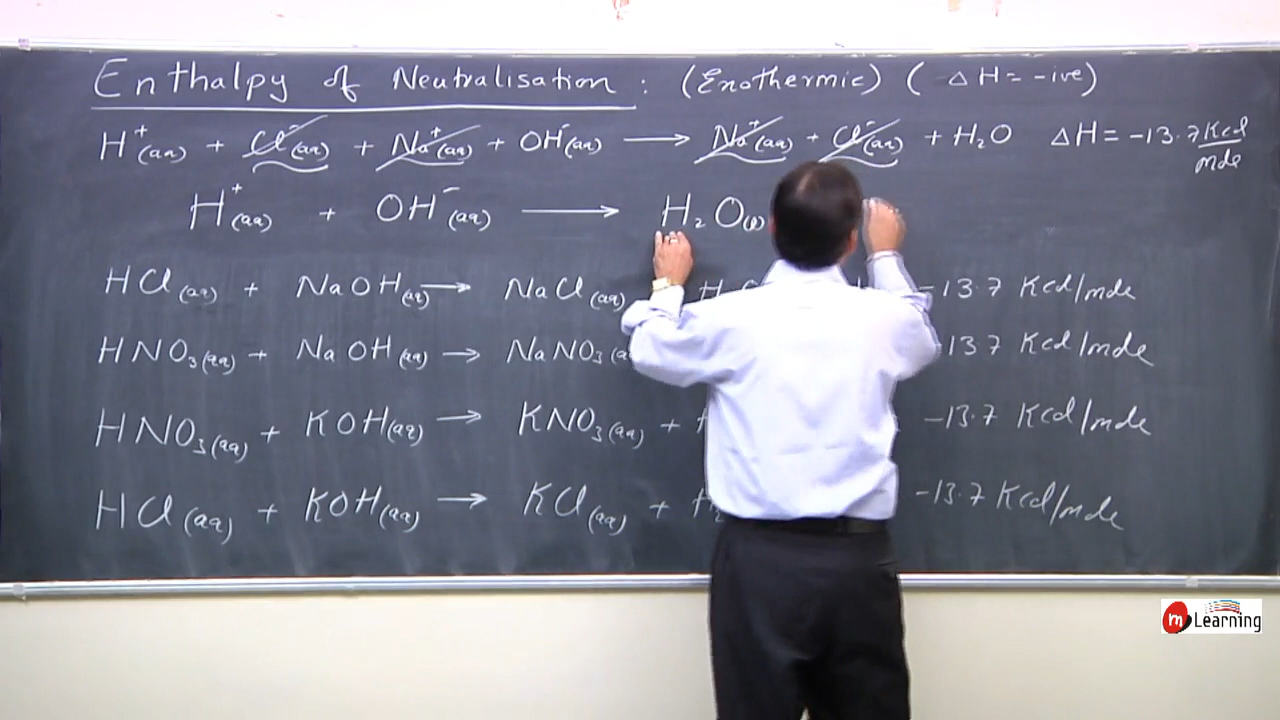 Enthalpy of Neutralisation : (Exothermic) ( ΔH = -ive)
H⁺(aq) + Cl⁻(aq) + Na⁺(aq) + OH⁻(aq) ⟶ Na⁺(aq) + Cl⁻(aq) + H₂O ΔH = -13.7 Kcal/mole
H⁺(aq) + OH⁻(aq) ⟶ H₂O(l)
HCl(aq) + NaOH(aq) ⟶ NaCl(aq) -13.7 Kcal/mole
HNO₃(aq) + NaOH(aq) → NaNO₃ 13.7 Kcal/mole
HNO₃(aq) + KOH(aq) → KNO₃(aq) + -13.7 Kcal/mole
HCl(aq) + KOH(aq) → KCl(aq) + -13.7 Kcal/mole
m Learning